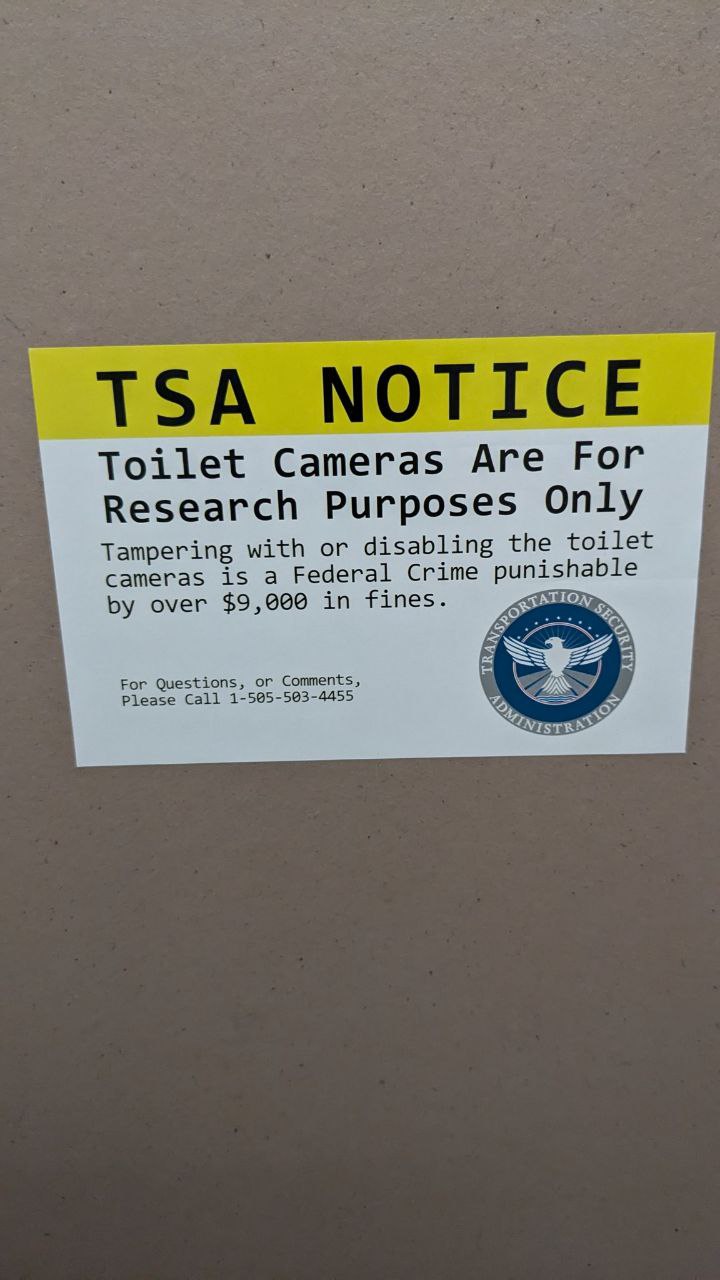 TSA NOTICE
Toilet Cameras Are For
Research Purposes Only
Tampering with or disabling the toilet
cameras is a Federal Crime punishable
by over $9,000 in fines.
For Questions, or Comments,
Please Call 1-505-503-4455
TRANSPORTATION SECURITY
ADMINISTRATION